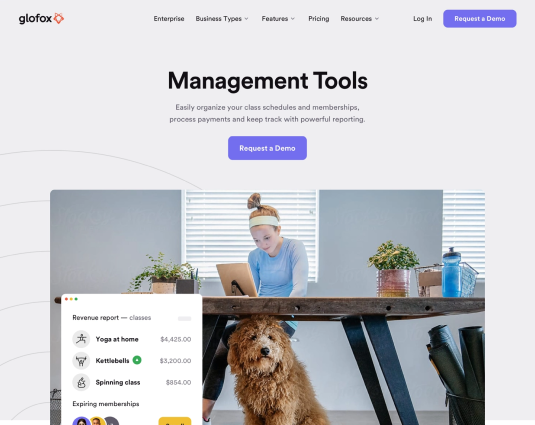 glofox
Enterprise Business Types Features Pricing Resources Log In Request a Demo
Management Tools
Easily organize your class schedules and memberships,
process payments and keep track with powerful reporting.
Request a Demo
Revenue report — classes
Yoga at home $4,425.00
Kettlebells $3,200.00
Spinning class $854.00
Expiring memberships